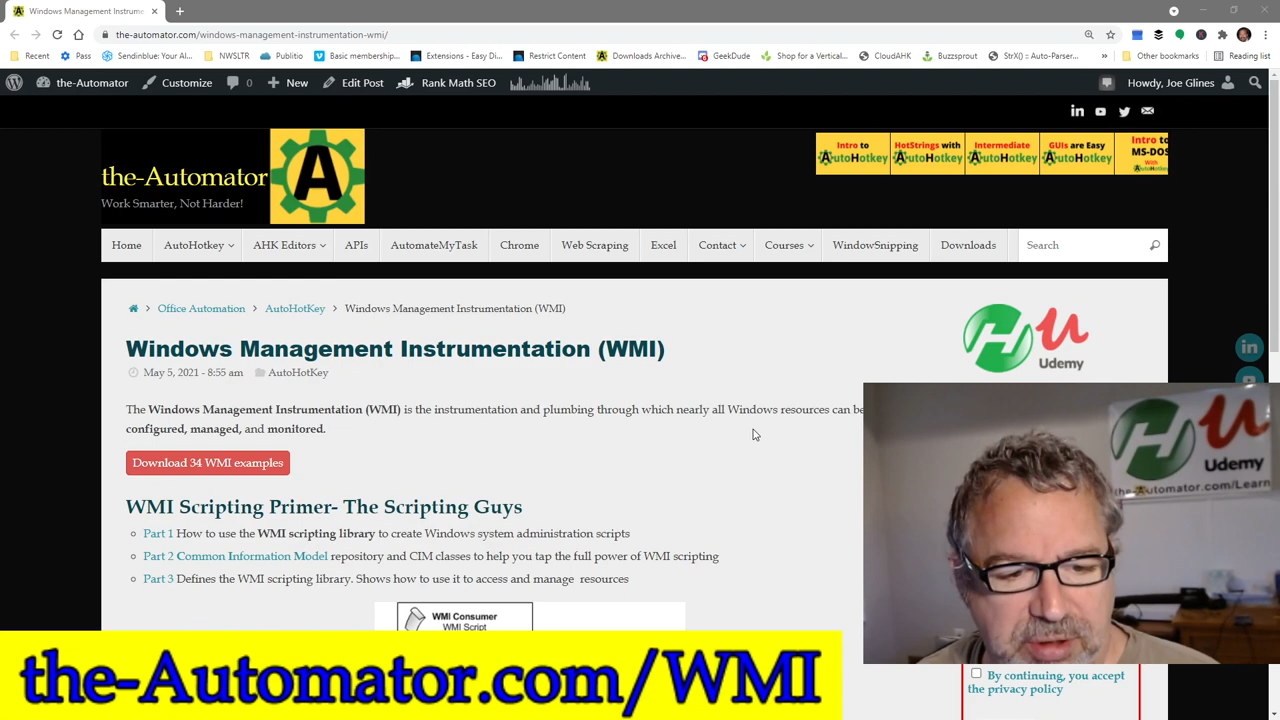 Windows Management Instrume
the-automator.com/windows-management-instrumentation-wmi/
Recent
Pass
Sendinblue: Your Al...
NWSLTR
Publitio
Basic membership...
Extensions - Easy Di...
Restrict Content
Downloads Archive...
GeekDude
Shop for a Vertical...
CloudAHK
Buzzsprout
StrX() :: Auto-Parser...
»
Other bookmarks
Reading list
the-Automator
Customize
0
New
Edit Post
Rank Math SEO
Howdy, Joe Glines
the-Automator
Work Smarter, Not Harder!
A
Intro to
AutoHotkey
HotStrings with
AutoHotkey
Intermediate
AutoHotkey
GUIs are Easy
AutoHotkey
Intro to
MS-DOS
With
AutoHotkey
Home
AutoHotkey
AHK Editors
APIs
AutomateMyTask
Chrome
Web Scraping
Excel
Contact
Courses
WindowSnipping
Downloads
Search
Office Automation
AutoHotKey
Windows Management Instrumentation (WMI)
H U
Udemy
Windows Management Instrumentation (WMI)
May 5, 2021 - 8:55 am
AutoHotKey
The Windows Management Instrumentation (WMI) is the instrumentation and plumbing through which nearly all Windows resources can be
configured, managed, and monitored.
Download 34 WMI examples
WMI Scripting Primer- The Scripting Guys
Part 1 How to use the WMI scripting library to create Windows system administration scripts
Part 2 Common Information Model repository and CIM classes to help you tap the full power of WMI scripting
Part 3 Defines the WMI scripting library. Shows how to use it to access and manage resources
WMI Consumer
WMI Script
H U
Udemy
the-Automator.com/Learn
By continuing, you accept
the privacy policy
the-Automator.com/WMI